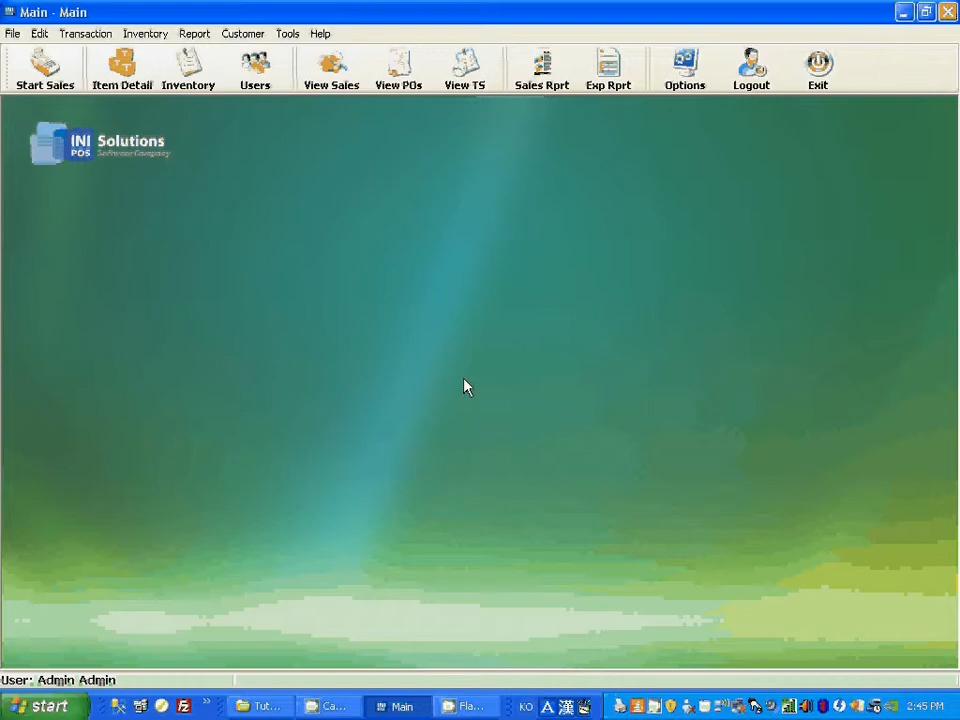 Main - Main
File Edit Transaction Inventory Report Customer Tools Help
Start Sales Item Detail Inventory Users View Sales View POs View TS Sales Rprt Exp Rprt Options Logout Exit
INI Solutions
POS Software Company
User: Admin Admin
start Tut... Ca... Main Fla... KO A 漢 2:45 PM